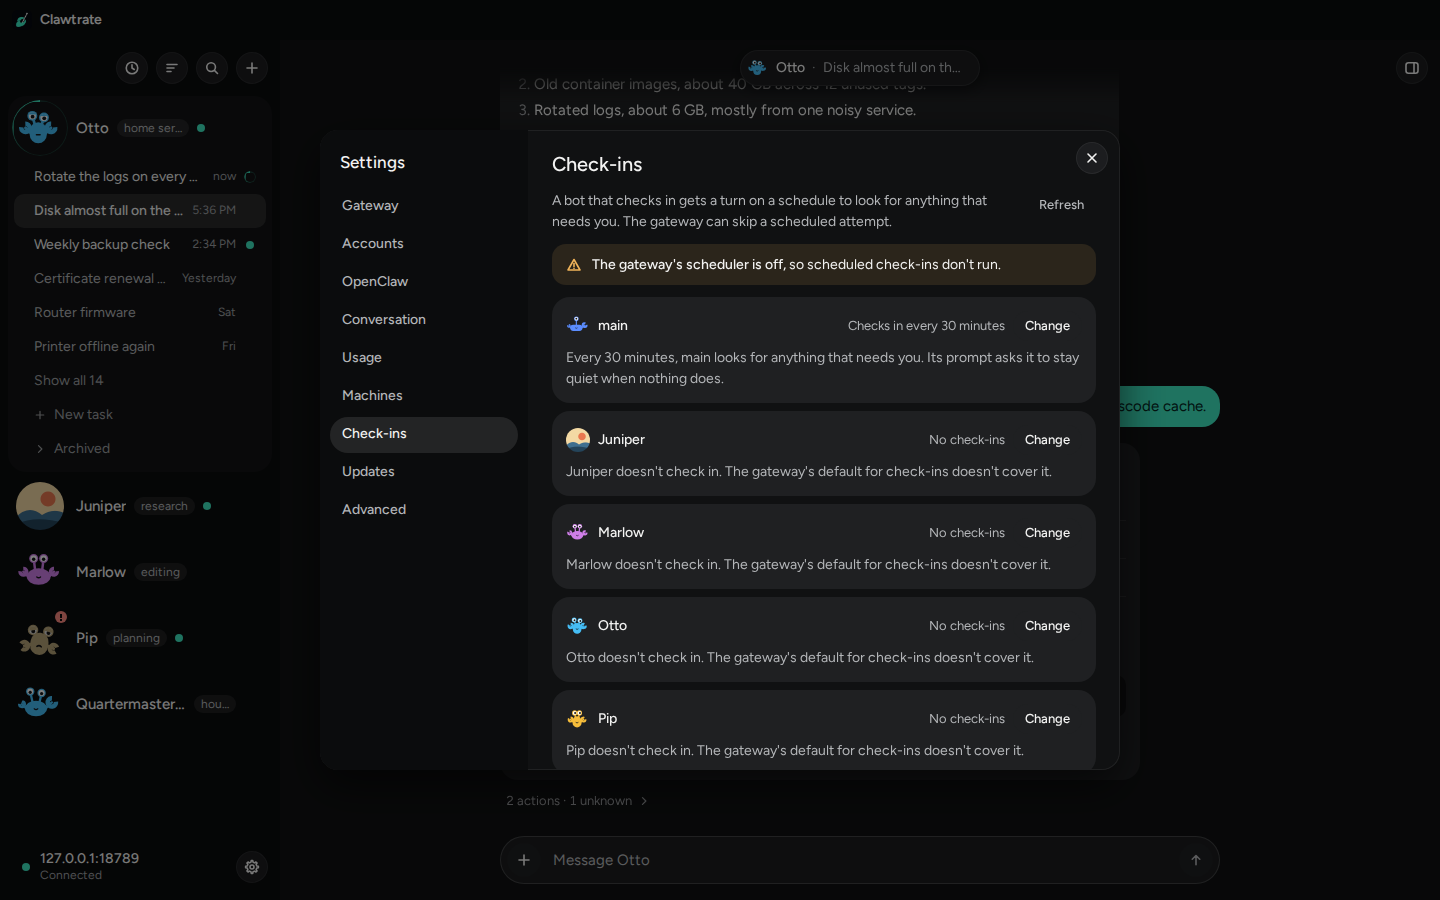 Clawtrate
Otto · Disk almost full on th...
2. Old container images, about 40 GB across 12 unused tags.
3. Rotated logs, about 6 GB, mostly from one noisy service.
Otto home ser...
Rotate the logs on every ... now
Disk almost full on the ... 5:36 PM
Weekly backup check 2:34 PM
Certificate renewal ... Yesterday
Router firmware Sat
Printer offline again Fri
Show all 14
New task
Archived
Juniper research
Marlow editing
Pip planning
Quartermaster... hou...
127.0.0.1:18789
Connected
Settings
Gateway
Accounts
OpenClaw
Conversation
Usage
Machines
Check-ins
Updates
Advanced
Check-ins
A bot that checks in gets a turn on a schedule to look for anything that
needs you. The gateway can skip a scheduled attempt.
Refresh
The gateway's scheduler is off, so scheduled check-ins don't run.
main Checks in every 30 minutes Change
Every 30 minutes, main looks for anything that needs you. Its prompt asks it to stay
quiet when nothing does.
Juniper No check-ins Change
Juniper doesn't check in. The gateway's default for check-ins doesn't cover it.
Marlow No check-ins Change
Marlow doesn't check in. The gateway's default for check-ins doesn't cover it.
Otto No check-ins Change
Otto doesn't check in. The gateway's default for check-ins doesn't cover it.
Pip No check-ins Change
Pip doesn't check in. The gateway's default for check-ins doesn't cover it.
scode cache.
2 actions · 1 unknown
Message Otto